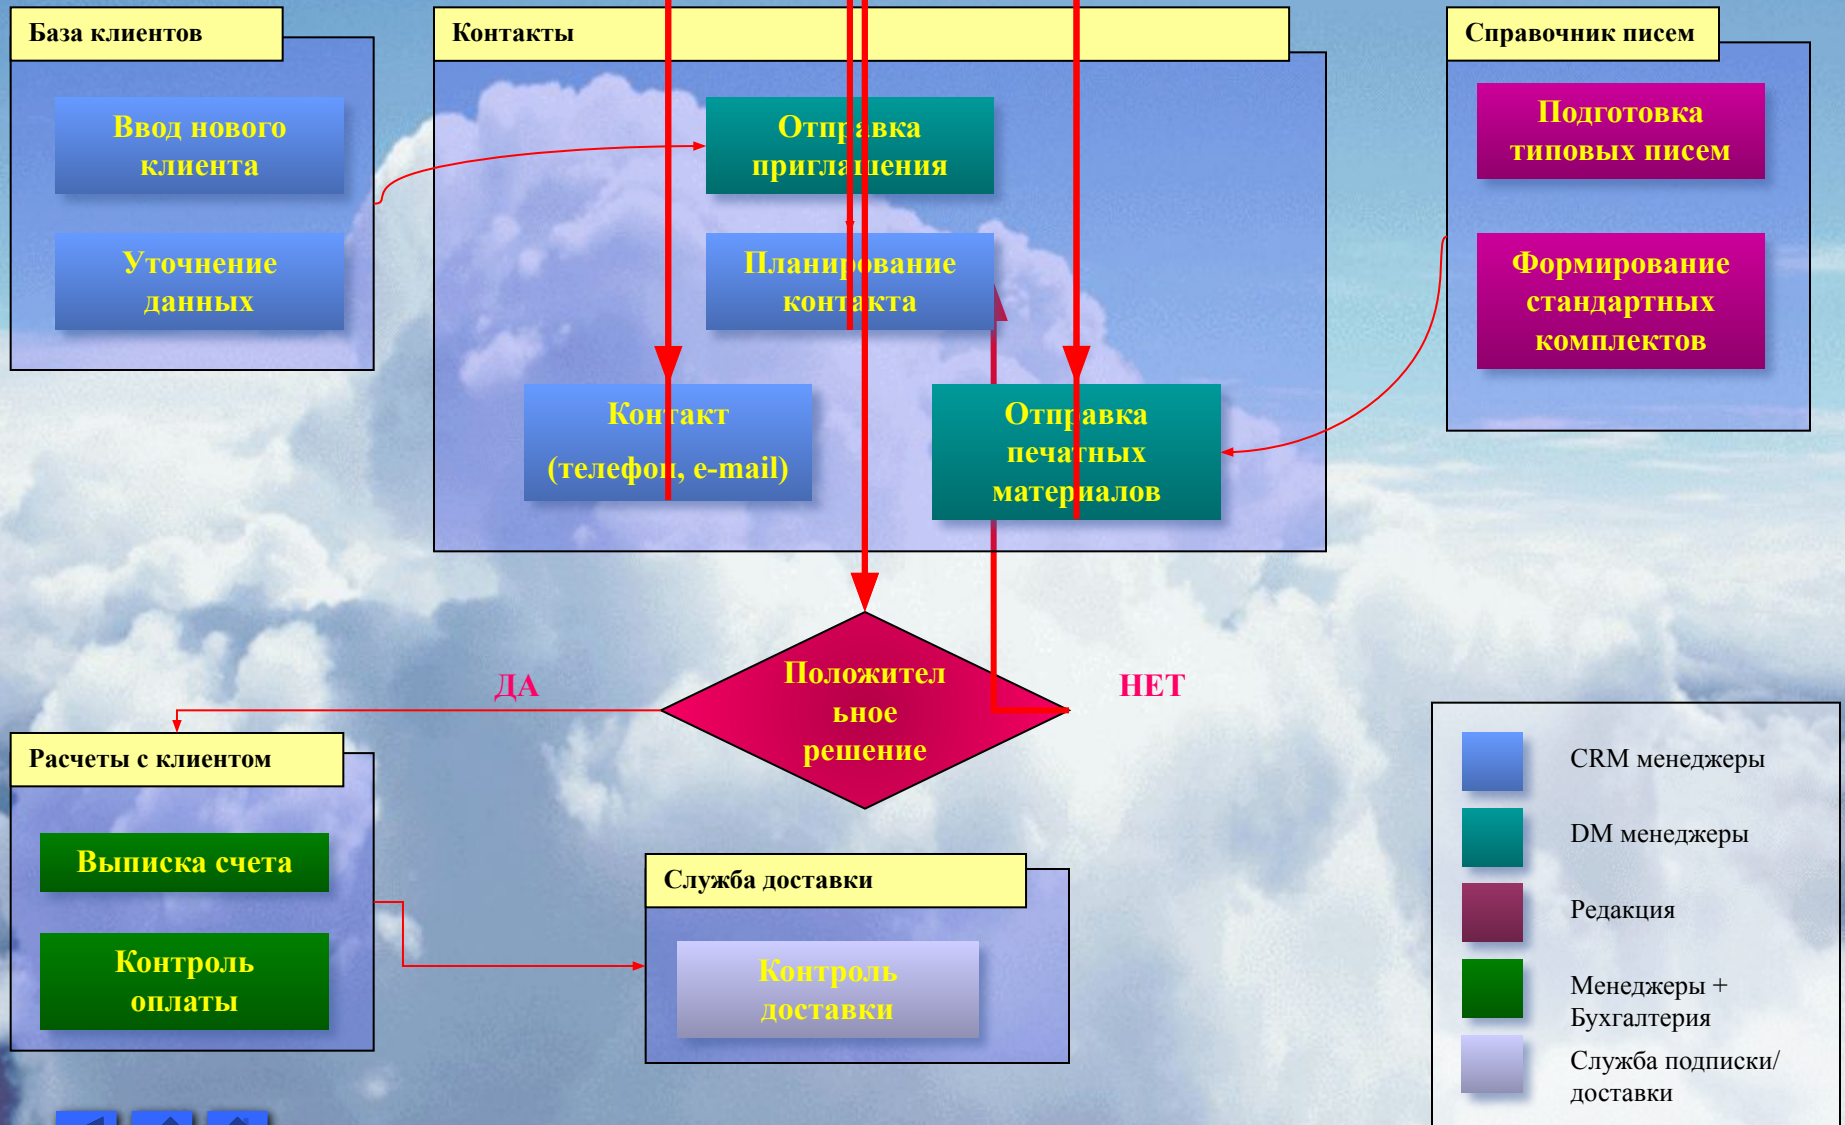 База клиентов
Ввод нового
клиента
Уточнение
данных
Контакты
Отправка
приглашения
Планирование
контакта
Контакт
(телефон, e-mail)
Отправка
печатных
материалов
Справочник писем
Подготовка
типовых писем
Формирование
стандартных
комплектов
ДА
Положител
ьное
решение
НЕТ
Расчеты с клиентом
Выписка счета
Контроль
оплаты
Служба доставки
Контроль
доставки
CRM менеджеры
DM менеджеры
Редакция
Менеджеры +
Бухгалтерия
Служба подписки/
доставки